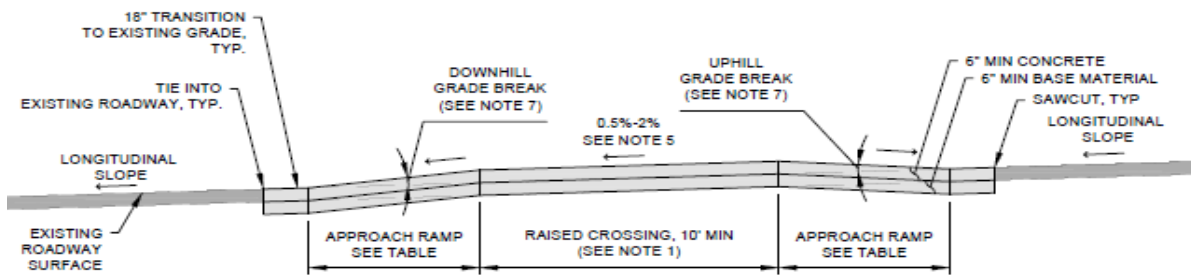 18" TRANSITION
TO EXISTING GRADE,
TYP.
TIE INTO
EXISTING ROADWAY, TYP.
LONGITUDINAL
SLOPE
EXISTING
ROADWAY
SURFACE
DOWNHILL
GRADE BREAK
(SEE NOTE 7)
0.5%-2%
SEE NOTE 5
UPHILL
GRADE BREAK
(SEE NOTE 7)
6" MIN CONCRETE
6" MIN BASE MATERIAL
SAWCUT, TYP
LONGITUDINAL
SLOPE
APPROACH RAMP
SEE TABLE
RAISED CROSSING, 10' MIN
(SEE NOTE 1)
APPROACH RAMP
SEE TABLE